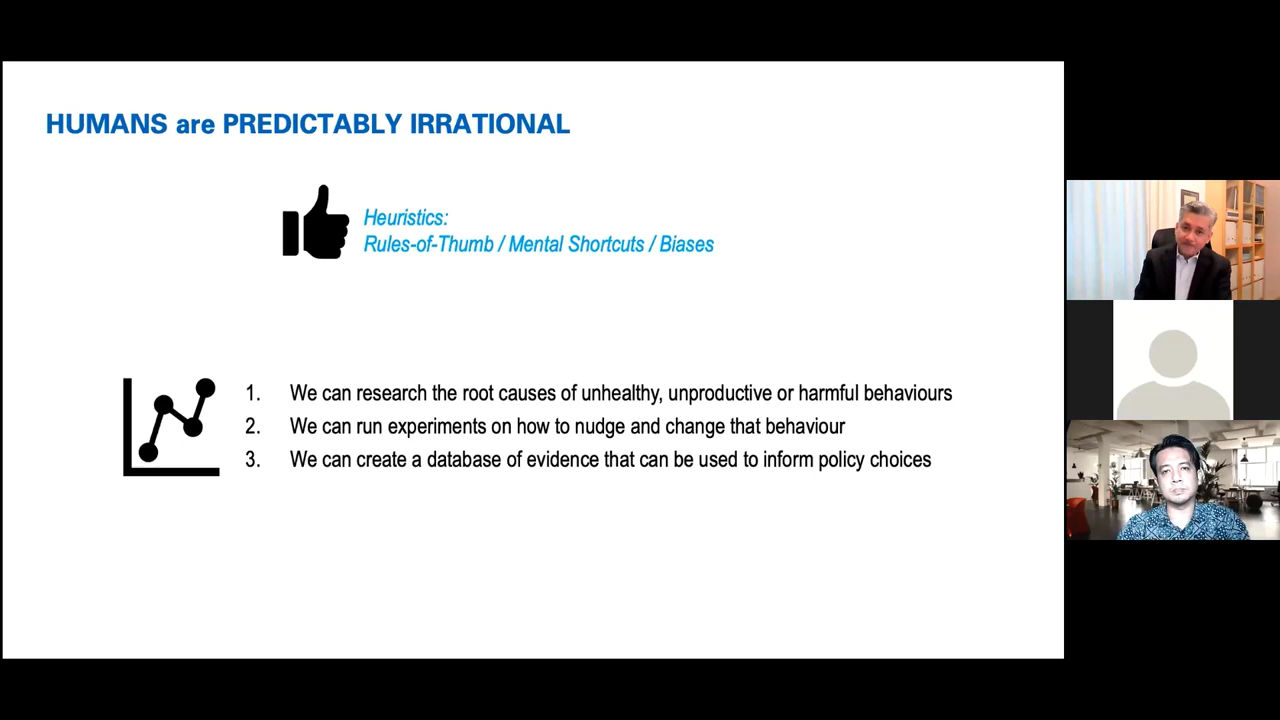 HUMANS are PREDICTABLY IRRATIONAL
Heuristics:
Rules-of-Thumb / Mental Shortcuts / Biases
1. We can research the root causes of unhealthy, unproductive or harmful behaviours
2. We can run experiments on how to nudge and change that behaviour
3. We can create a database of evidence that can be used to inform policy choices